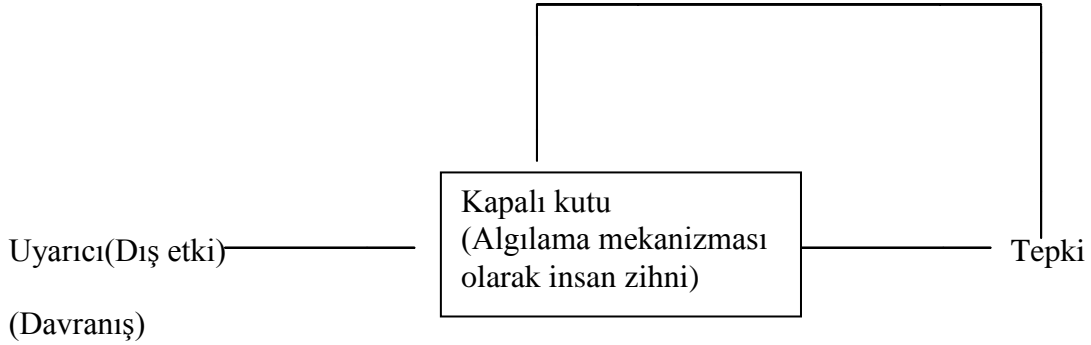 Kapalı kutu
(Algılama mekanizması
olarak insan zihni)
Uyarıcı(Dış etki)
Tepki
(Davranış)